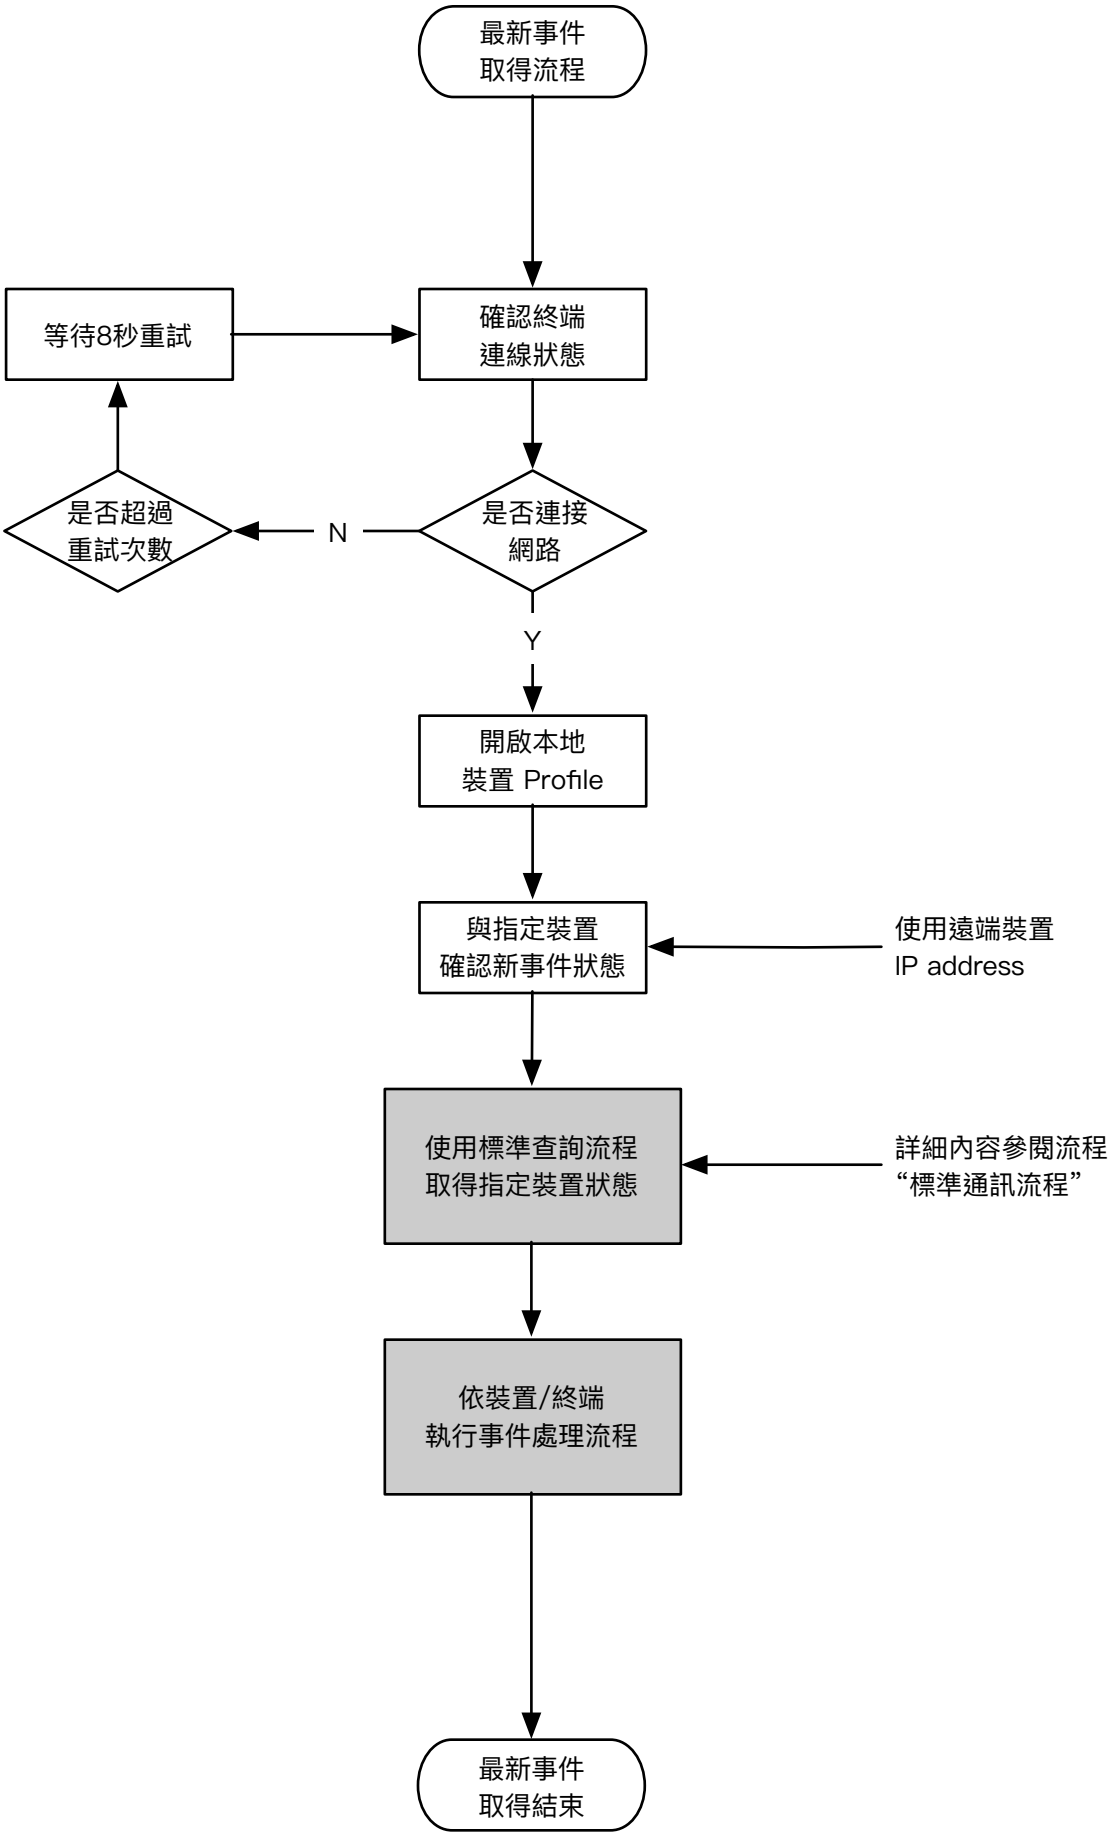 最新事件
取得流程
等待8秒重試
確認終端
連線狀態
是否超過
重試次數
N
是否連接
網路
Y
開啟本地
裝置 Profile
與指定裝置
確認新事件狀態
使用遠端裝置
IP address
使用標準查詢流程
取得指定裝置狀態
詳細內容參閱流程
“標準通訊流程”
依裝置/終端
執行事件處理流程
最新事件
取得結束